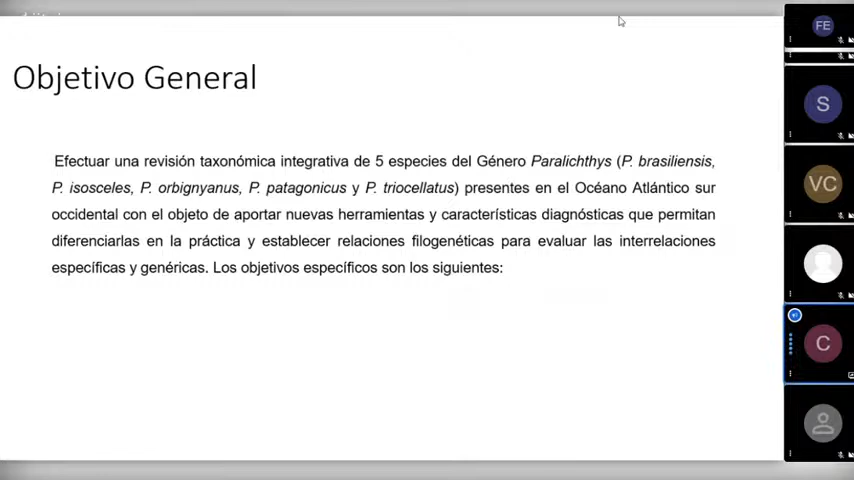 Objetivo General
Efectuar una revisión taxonómica integrativa de 5 especies del Género Paralichthys (P. brasiliensis,
P. isosceles, P. orbignyanus, P. patagonicus y P. triocellatus) presentes en el Océano Atlántico sur
occidental con el objeto de aportar nuevas herramientas y características diagnósticas que permitan
diferenciarlas en la práctica y establecer relaciones filogenéticas para evaluar las interrelaciones
específicas y genéricas. Los objetivos específicos son los siguientes:
FE
S
VC
C